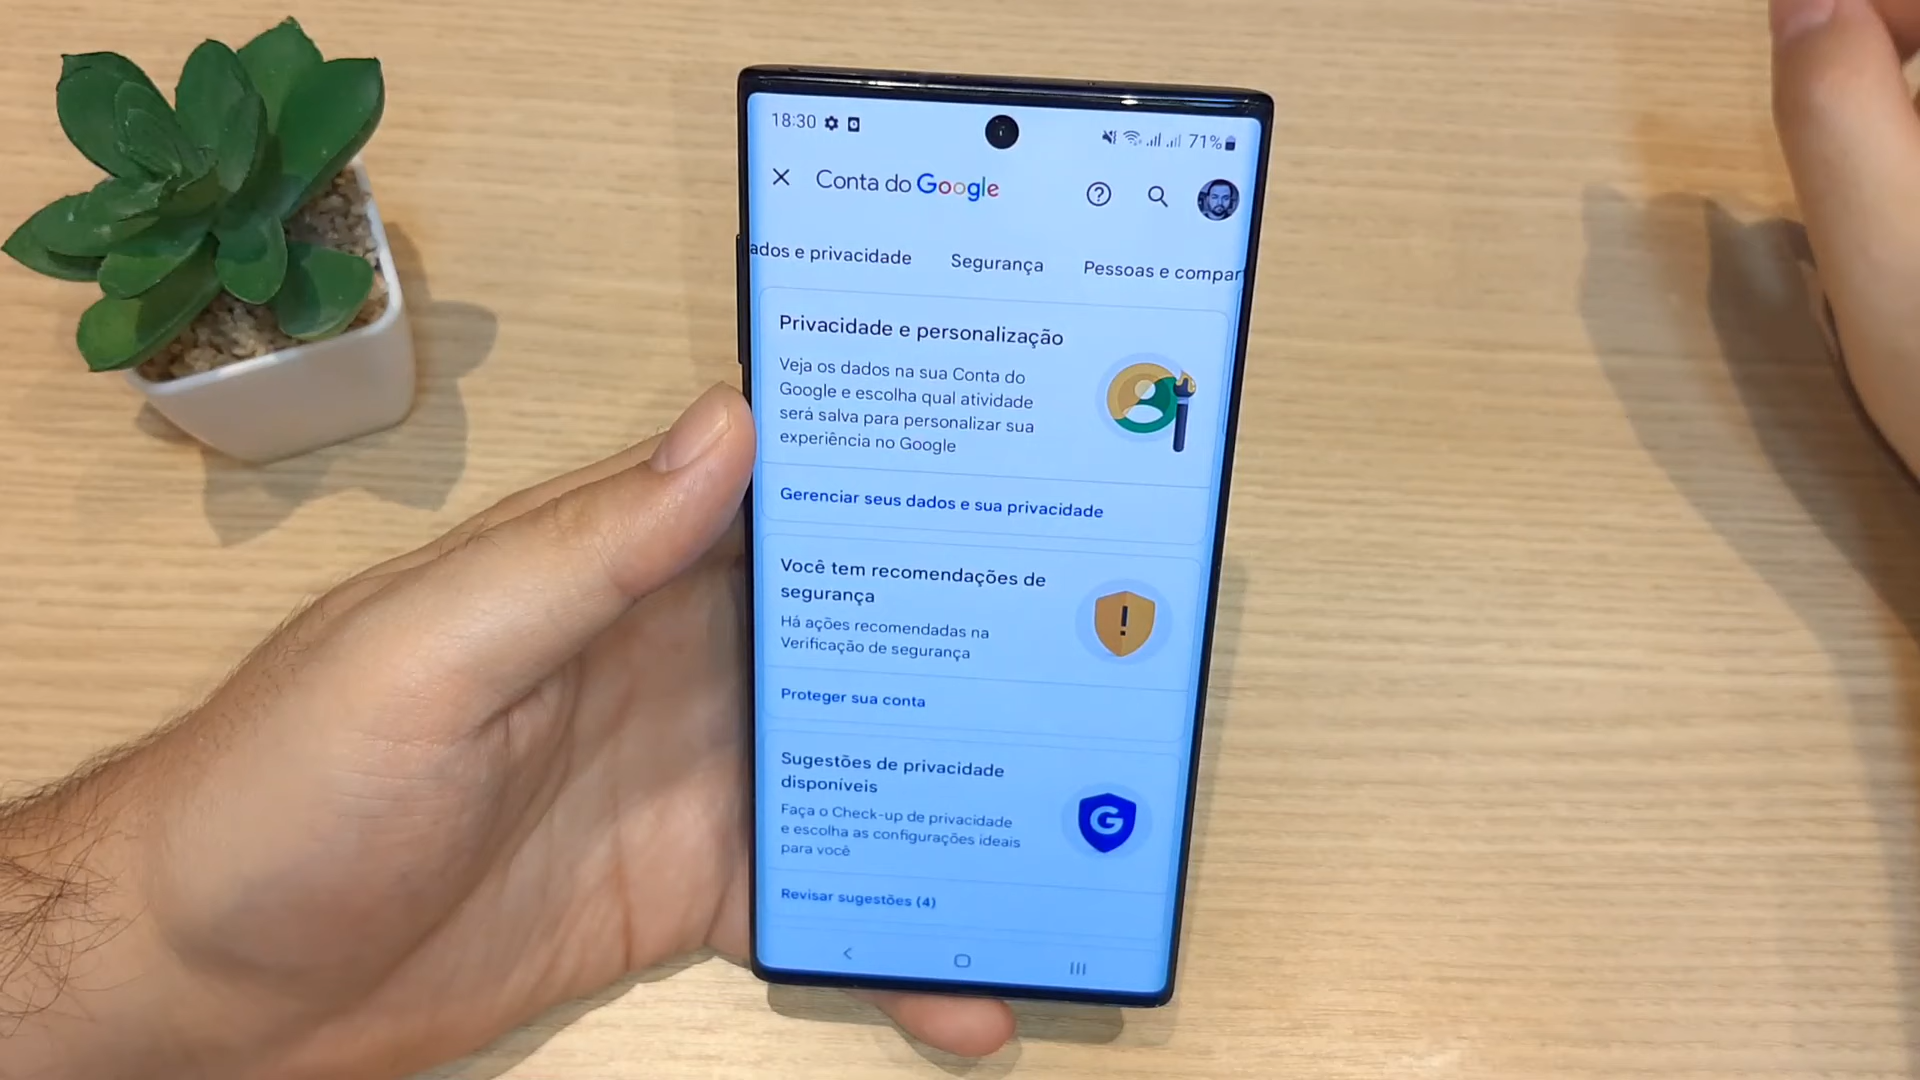 18:30 71%
Conta do Google
ados e privacidade Segurança Pessoas e compar
Privacidade e personalização
Veja os dados na sua Conta do
Google e escolha qual atividade
será salva para personalizar sua
experiência no Google
Gerenciar seus dados e sua privacidade
Você tem recomendações de
segurança
Há ações recomendadas na
Verificação de segurança
Proteger sua conta
Sugestões de privacidade
disponíveis
Faça o Check-up de privacidade
e escolha as configurações ideais
para você
G
Revisar sugestões (4)